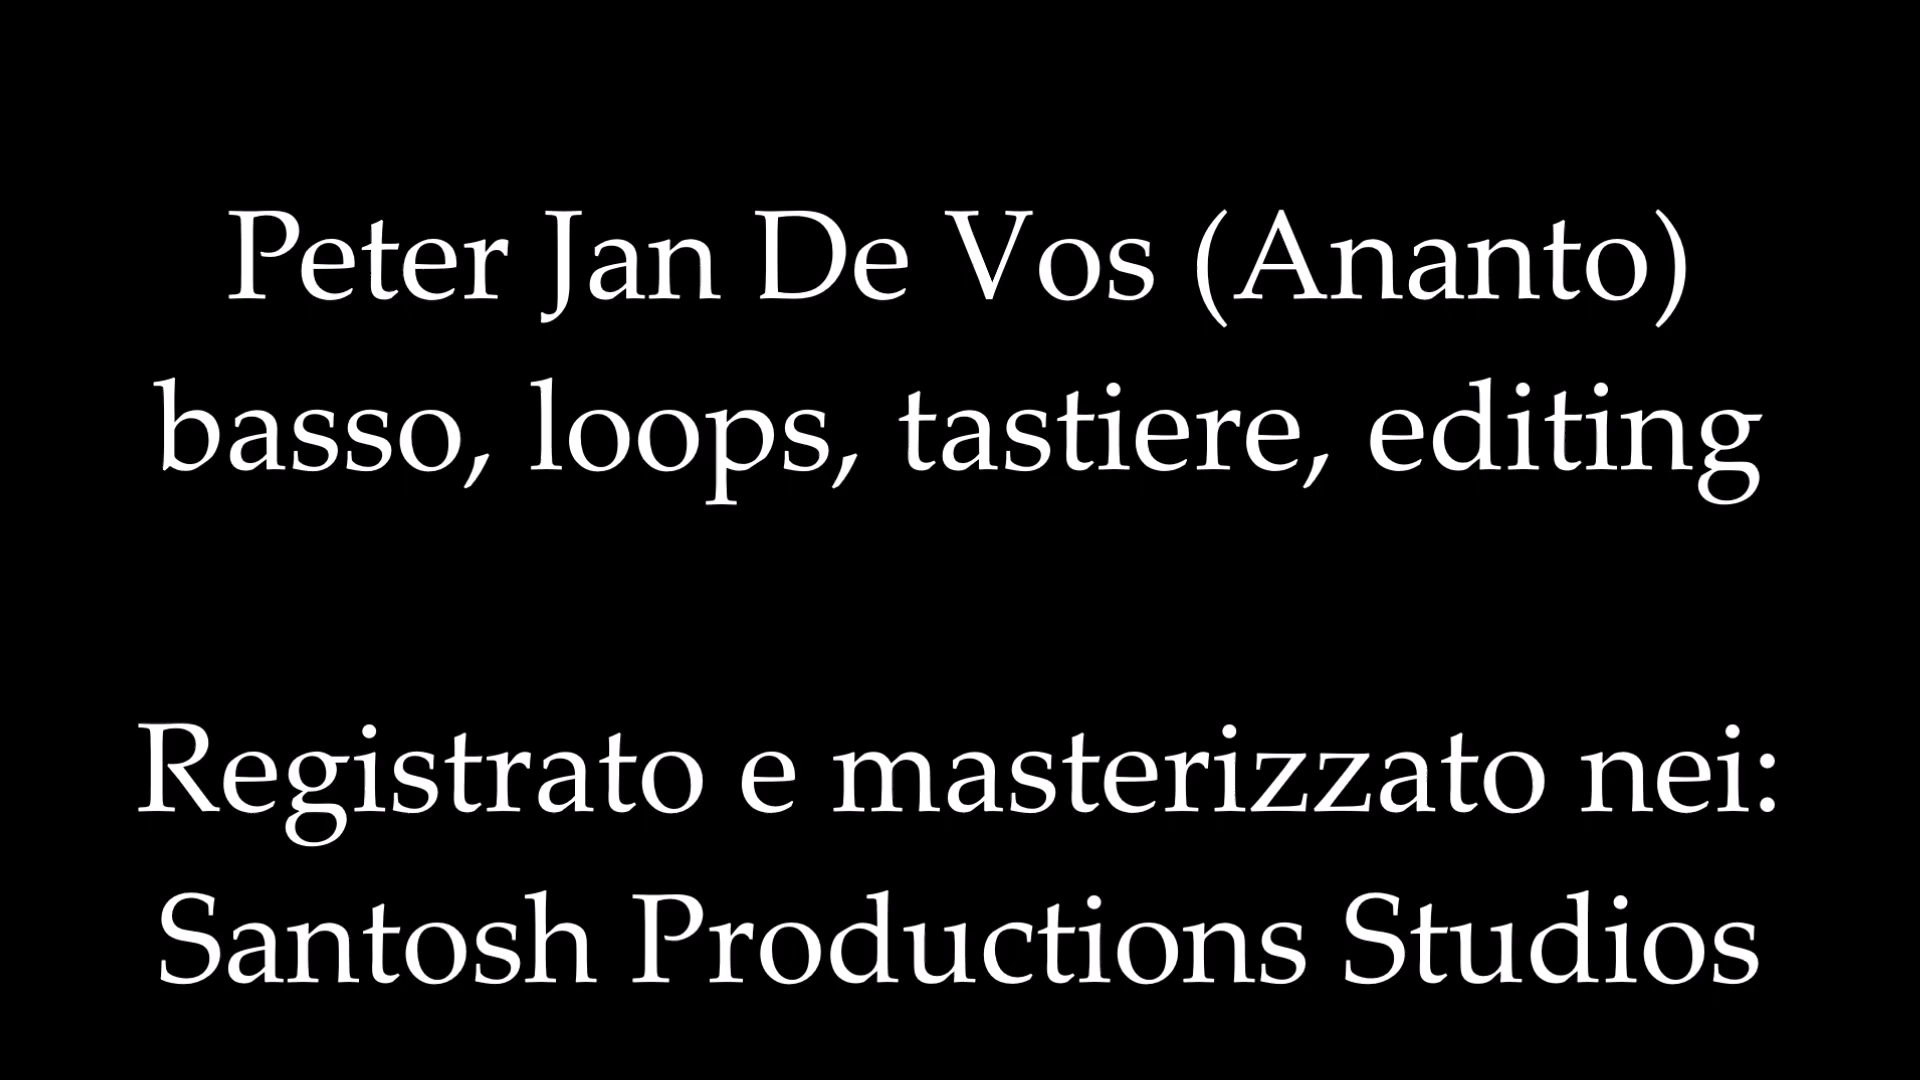 Peter Jan De Vos (Ananto)
basso, loops, tastiere, editing
Registrato e masterizzato nei:
Santosh Productions Studios